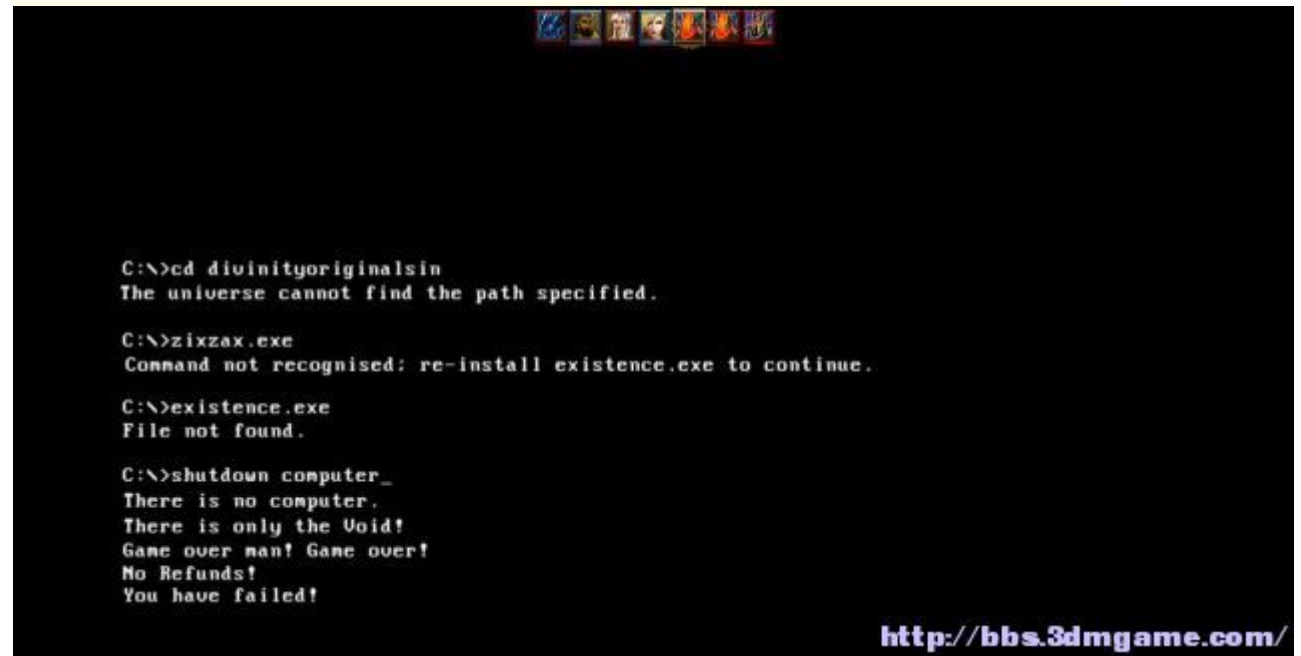 C:\>cd divinityoriginalsin
The universe cannot find the path specified.
C:\>zixzax.exe
Command not recognised: re-install existence.exe to continue.
C:\>existence.exe
File not found.
C:\>shutdown computer_
There is no computer.
There is only the Void!
Game over man! Game over!
No Refunds!
You have failed!
http://bbs.3dmgame.com/